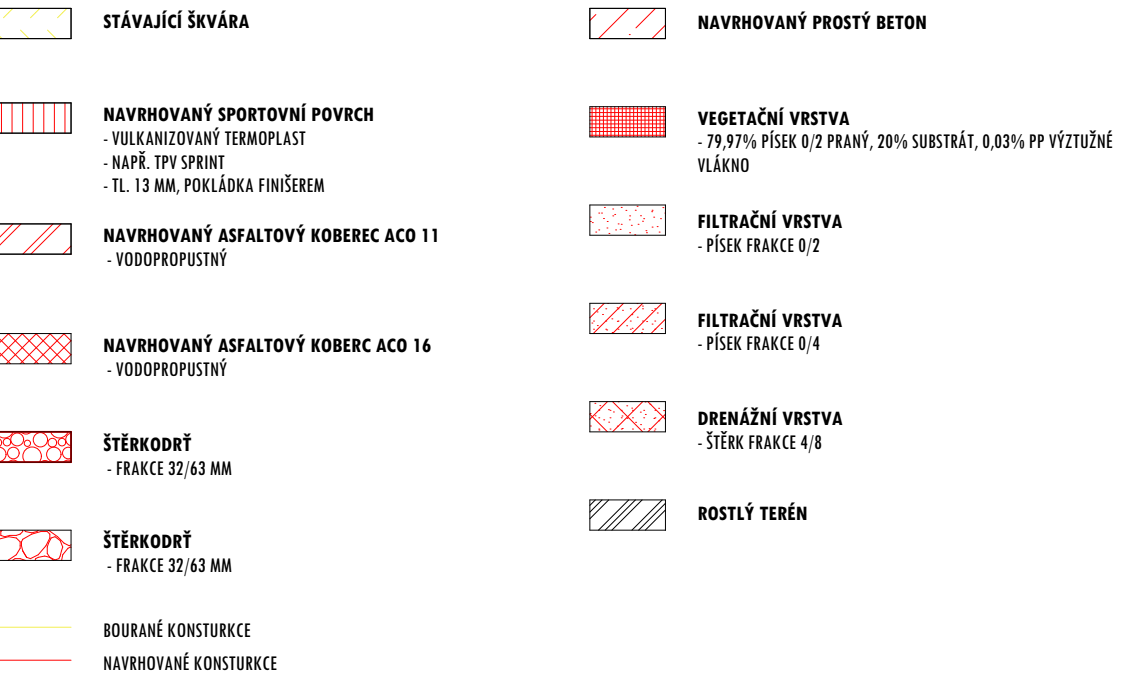 STÁVAJÍCÍ ŠKVÁRA
NAVRHOVANÝ SPORTOVNÍ POVRCH
- VULKANIZOVANÝ TERMOPLAST
- NAPŘ. TPV SPRINT
- TL. 13 MM, POKLÁDKA FINIŠEREM
NAVRHOVANÝ ASFALTOVÝ KOBEREC ACO 11
- VODOPROPUSTNÝ
NAVRHOVANÝ ASFALTOVÝ KOBERC ACO 16
- VODOPROPUSTNÝ
ŠTĚRKODRŤ
- FRAKCE 32/63 MM
ŠTĚRKODRŤ
- FRAKCE 32/63 MM
BOURANÉ KONSTURKCE
NAVRHOVANÉ KONSTURKCE
NAVRHOVANÝ PROSTÝ BETON
VEGETAČNÍ VRSTVA
- 79,97% PÍSEK 0/2 PRANÝ, 20% SUBSTRÁT, 0,03% PP VÝZTUŽNÉ
VLÁKNO
FILTRAČNÍ VRSTVA
- PÍSEK FRAKCE 0/2
FILTRAČNÍ VRSTVA
- PÍSEK FRAKCE 0/4
DRENÁŽNÍ VRSTVA
- ŠTĚRK FRAKCE 4/8
ROSTLÝ TERÉN